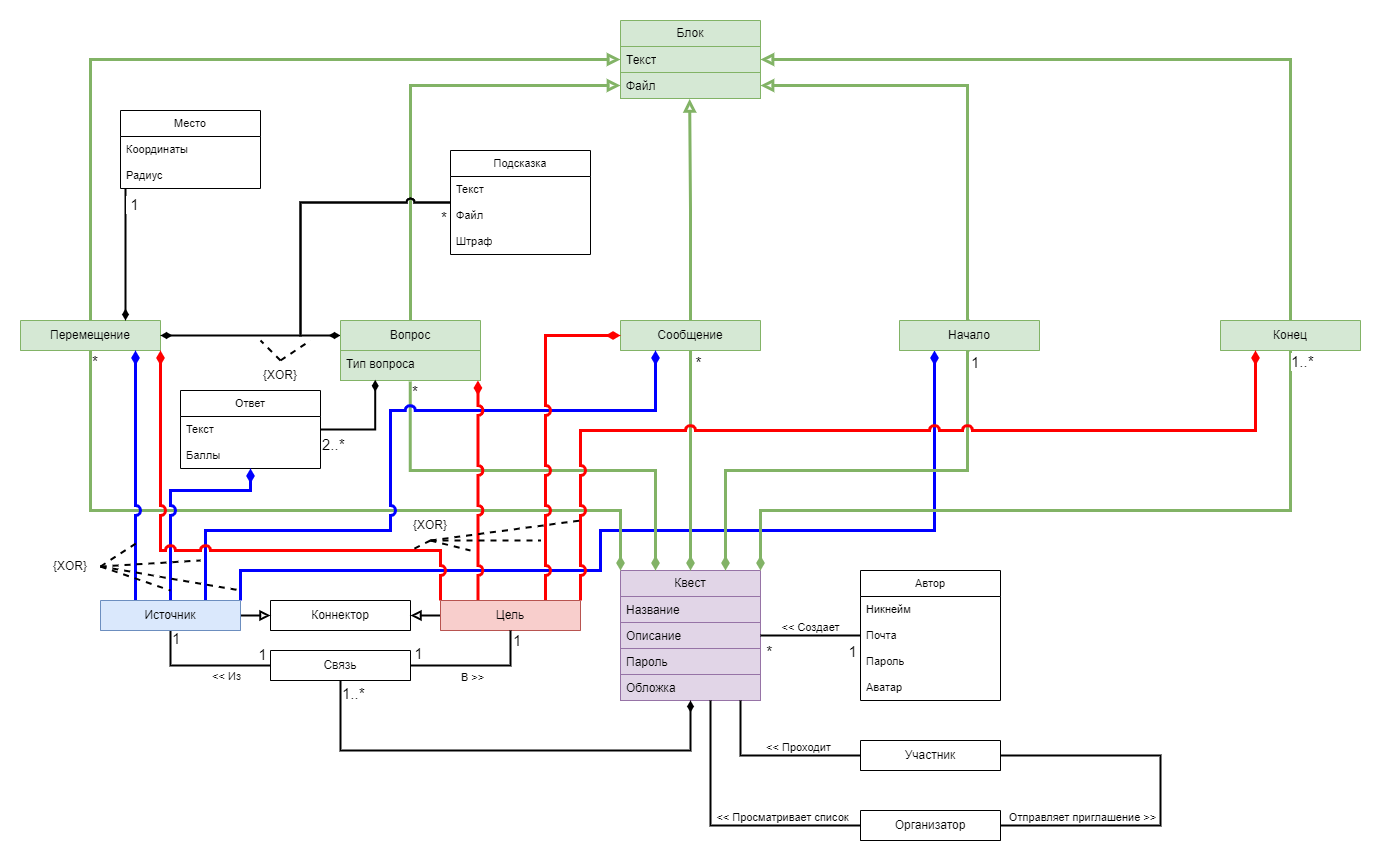 Блок
Текст
Файл
Место
Координаты
Радиус
1
Подсказка
Текст
Файл
Штраф
*
Перемещение
*
Вопрос
Тип вопроса
*
Сообщение
*
Начало
1
Конец
1..*
{XOR}
Ответ
Текст
Баллы
2..*
{XOR}
{XOR}
Источник
1
Коннектор
Цель
1
Связь
1
1
1..*
<< Из
В >>
Квест
Название
Описание
Пароль
Обложка
<< Создает
*
1
Автор
Никнейм
Почта
Пароль
Аватар
<< Проходит
Участник
<< Просматривает список
Организатор
Отправляет приглашение >>